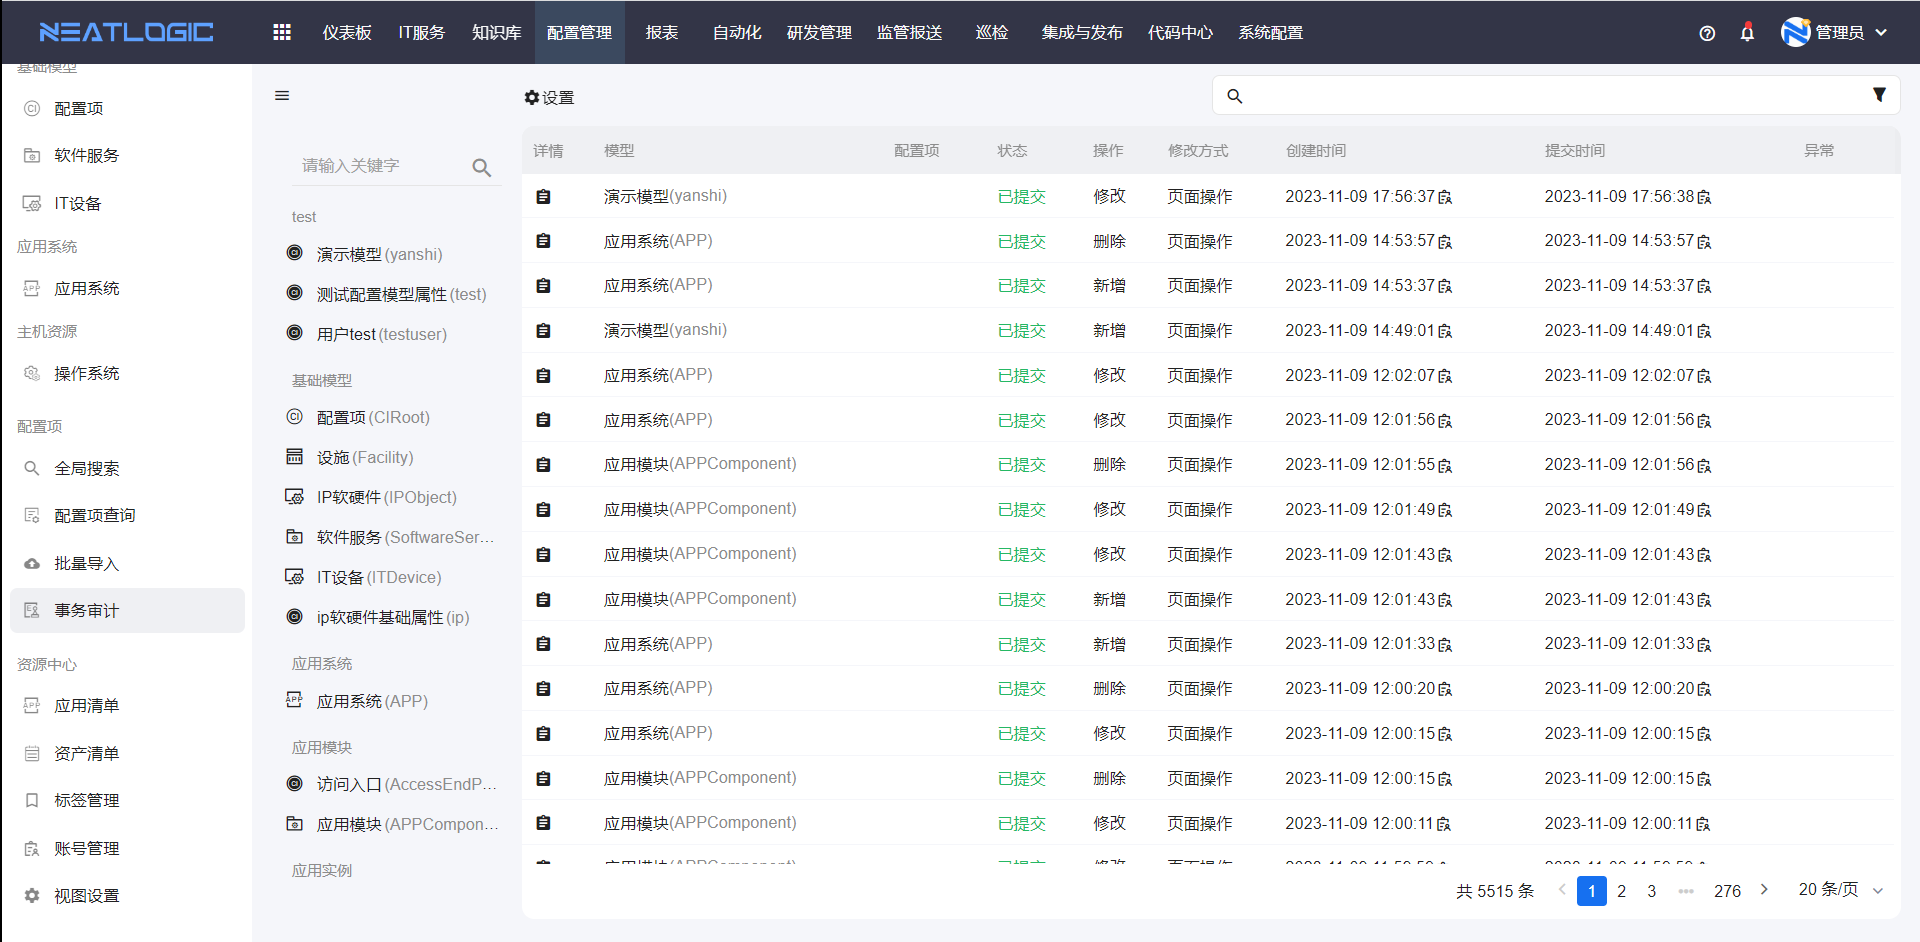 NEATLOGIC 仪表板 IT服务 知识库 配置管理 报表 自动化 研发管理 监管报送 巡检 集成与发布 代码中心 系统配置 管理员
基础模型
配置项
软件服务
IT设备
应用系统
应用系统
主机资源
操作系统
配置项
全局搜索
配置项查询
批量导入
事务审计
资源中心
应用清单
资产清单
标签管理
账号管理
视图设置
请输入关键字
test
演示模型(yanshi)
测试配置模型属性(test)
用户test(testuser)
基础模型
配置项(CIRoot)
设施(Facility)
IP软硬件(IPObject)
软件服务(SoftwareSer...
IT设备(ITDevice)
ip软硬件基础属性(ip)
应用系统
应用系统(APP)
应用模块
访问入口(AccessEndP...
应用模块(APPCompon...
应用实例
设置
详情 模型 配置项 状态 操作 修改方式 创建时间 提交时间 异常
演示模型(yanshi) 已提交 修改 页面操作 2023-11-09 17:56:37 2023-11-09 17:56:38
应用系统(APP) 已提交 删除 页面操作 2023-11-09 14:53:57 2023-11-09 14:53:57
应用系统(APP) 已提交 新增 页面操作 2023-11-09 14:53:37 2023-11-09 14:53:37
演示模型(yanshi) 已提交 新增 页面操作 2023-11-09 14:49:01 2023-11-09 14:49:01
应用系统(APP) 已提交 修改 页面操作 2023-11-09 12:02:07 2023-11-09 12:02:07
应用系统(APP) 已提交 修改 页面操作 2023-11-09 12:01:56 2023-11-09 12:01:56
应用模块(APPComponent) 已提交 删除 页面操作 2023-11-09 12:01:55 2023-11-09 12:01:56
应用模块(APPComponent) 已提交 修改 页面操作 2023-11-09 12:01:49 2023-11-09 12:01:49
应用模块(APPComponent) 已提交 修改 页面操作 2023-11-09 12:01:43 2023-11-09 12:01:43
应用模块(APPComponent) 已提交 新增 页面操作 2023-11-09 12:01:43 2023-11-09 12:01:43
应用系统(APP) 已提交 新增 页面操作 2023-11-09 12:01:33 2023-11-09 12:01:33
应用系统(APP) 已提交 删除 页面操作 2023-11-09 12:00:20 2023-11-09 12:00:20
应用系统(APP) 已提交 修改 页面操作 2023-11-09 12:00:15 2023-11-09 12:00:15
应用模块(APPComponent) 已提交 删除 页面操作 2023-11-09 12:00:15 2023-11-09 12:00:15
应用模块(APPComponent) 已提交 修改 页面操作 2023-11-09 12:00:11 2023-11-09 12:00:11
共 5515 条 1 2 3 ••• 276 20 条/页